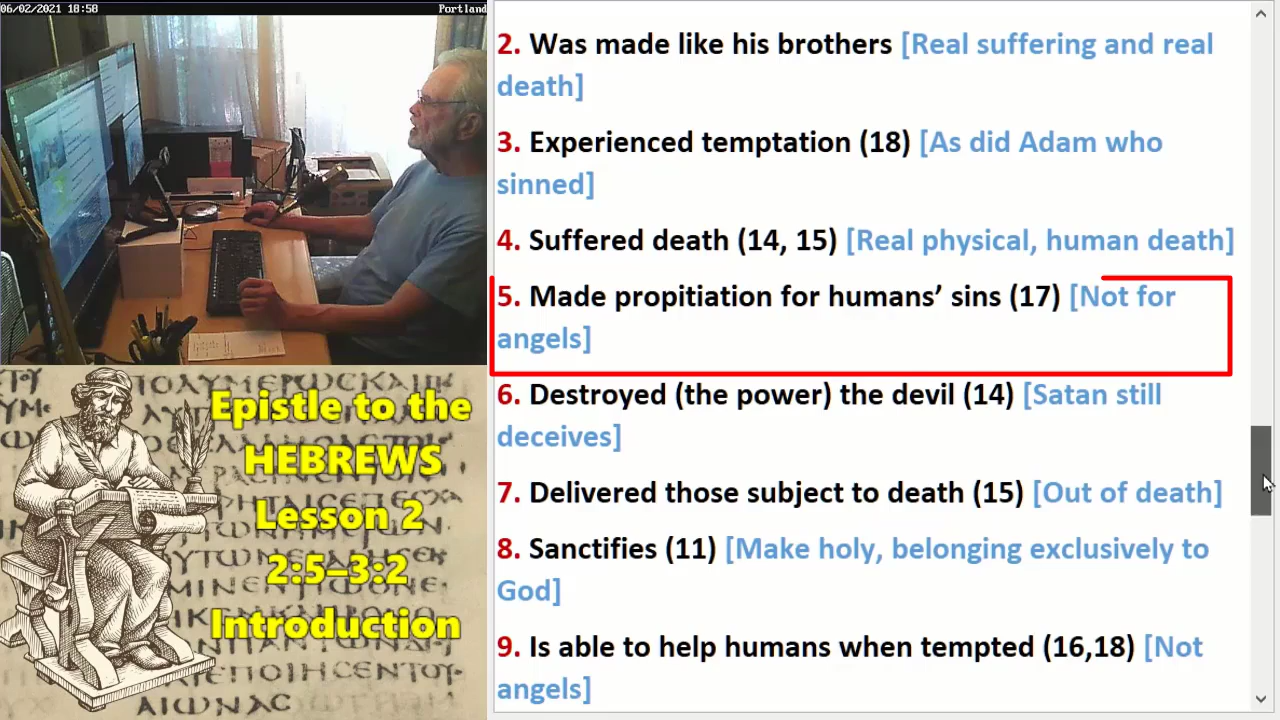 06/02/2021 18:58
Portland
2. Was made like his brothers [Real suffering and real
death]
3. Experienced temptation (18) [As did Adam who
sinned]
4. Suffered death (14, 15) [Real physical, human death]
5. Made propitiation for humans’ sins (17) [Not for
angels]
6. Destroyed (the power) the devil (14) [Satan still
deceives]
7. Delivered those subject to death (15) [Out of death]
8. Sanctifies (11) [Make holy, belonging exclusively to
God]
9. Is able to help humans when tempted (16,18) [Not
angels]
Epistle to the
HEBREWS
Lesson 2
2:5–3:2
Introduction
ΠΟΛΥΜΕΡΩCΚΑΙΠ
ΑΙΩΝΑC